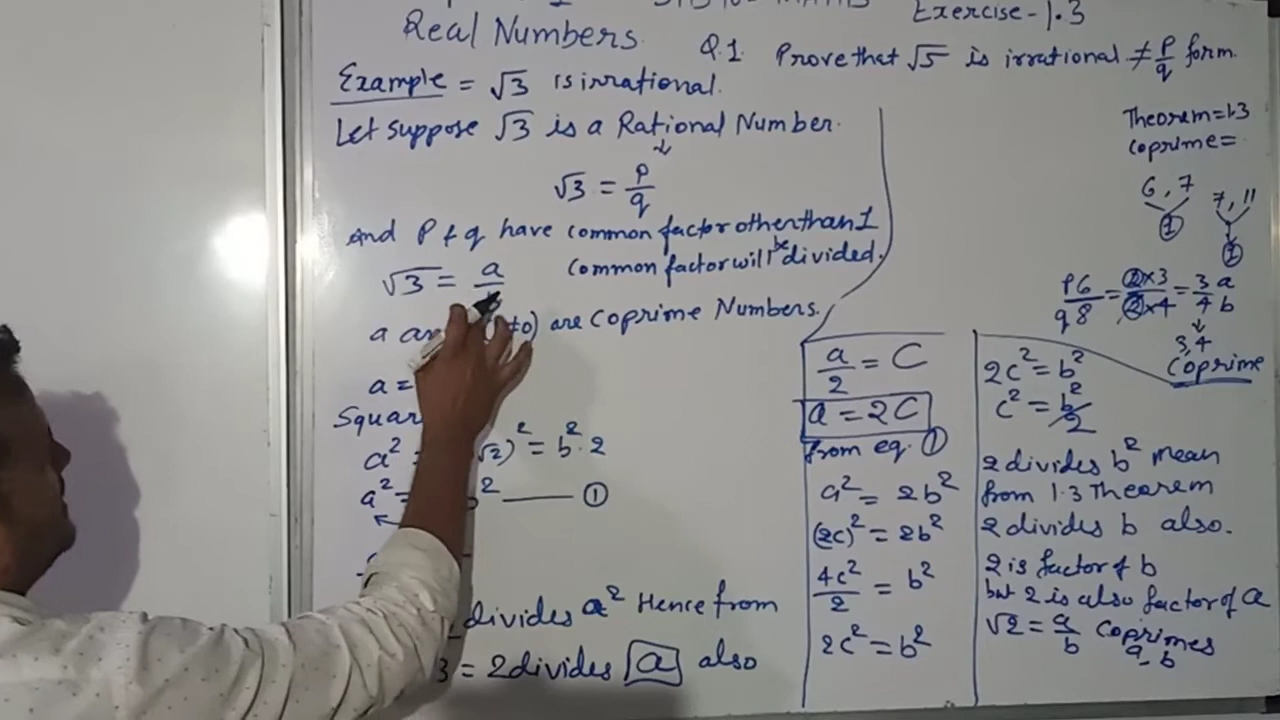 Exercise-1.3
Real Numbers.
Q.1. Prove that √5 is irrational ≠ p/q form.
Example = √3 is irrational.
Let suppose √3 is a Rational Number.
↓
√3 = p/q
And P & q have common factor other than 1
common factor will be divided.
√3 = a/
a (≠0) are Coprime Numbers.
a =
Squar
a² = √2)² = b².2
a² = b² —— ①
divides a² Hence from
3 = 2 divides a also
a/2 = C
a = 2C
from eq. ①
a² = 2b²
(2c)² = 2b²
4c²/2 = b²
2c² = b²
2c² = b²
c² = b²/2
2 divides b² mean
from 1.3 Theorem
2 divides b also.
2 is factor of b
but 2 is also factor of a
√2 = a/b Coprimes
a, b
Theorem = 1.3
Coprime =
6, 7
①
7, 11
①
p6/q8 = 2×3/2×4 = 3/4 a/b
↓
3,4
Coprime